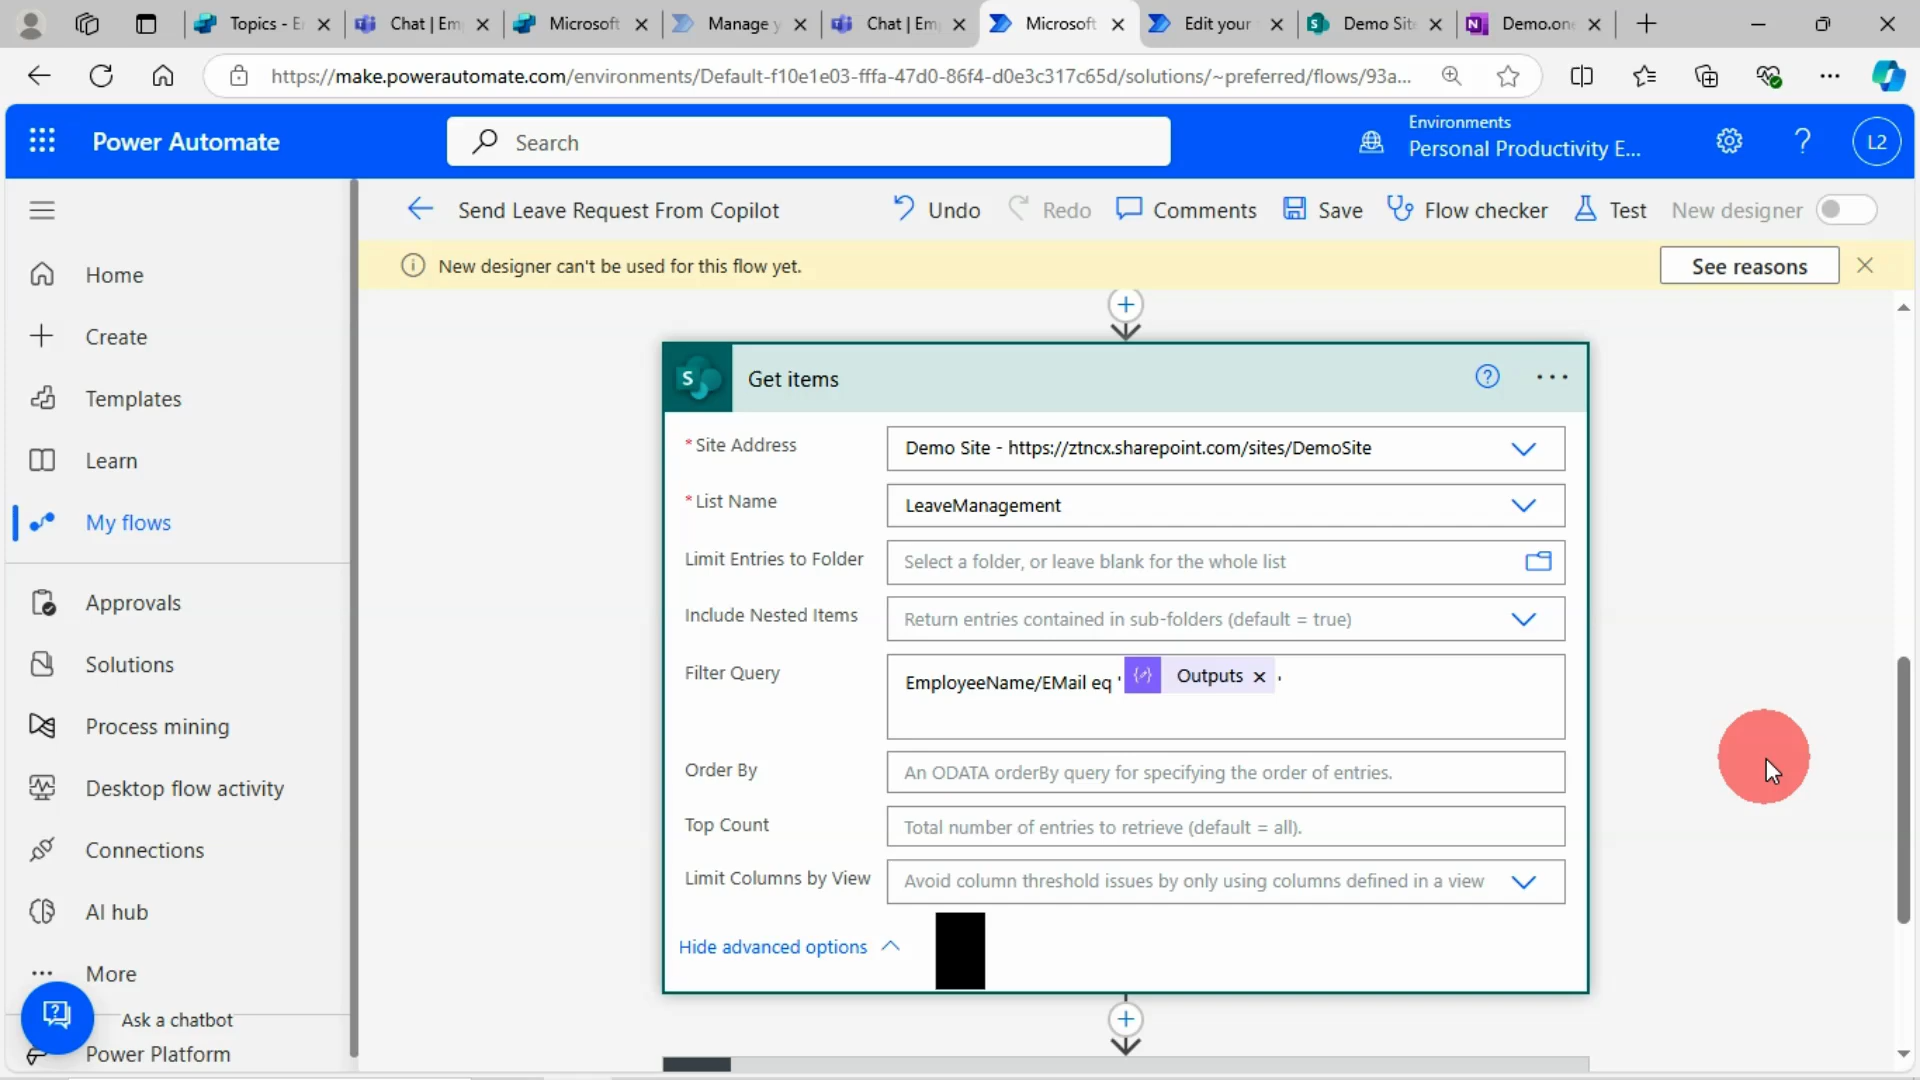 Topics - E
Chat | Em
Microsoft
Manage y
Chat | Em
Microsoft
Edit your
Demo Site
Demo.one
https://make.powerautomate.com/environments/Default-f10e1e03-fffa-47d0-86f4-d0e3c317c65d/solutions/~preferred/flows/93a...
Power Automate
Search
Environments
Personal Productivity E...
?
L2
Send Leave Request From Copilot
Undo
Redo
Comments
Save
Flow checker
Test
New designer
New designer can't be used for this flow yet.
See reasons
Home
Create
Templates
Learn
My flows
Approvals
Solutions
Process mining
Desktop flow activity
Connections
AI hub
More
Ask a chatbot
Power Platform
S
Get items
* Site Address
Demo Site - https://ztncx.sharepoint.com/sites/DemoSite
* List Name
LeaveManagement
Limit Entries to Folder
Select a folder, or leave blank for the whole list
Include Nested Items
Return entries contained in sub-folders (default = true)
Filter Query
EmployeeName/EMail eq ' Outputs '
Order By
An ODATA orderBy query for specifying the order of entries.
Top Count
Total number of entries to retrieve (default = all).
Limit Columns by View
Avoid column threshold issues by only using columns defined in a view
Hide advanced options